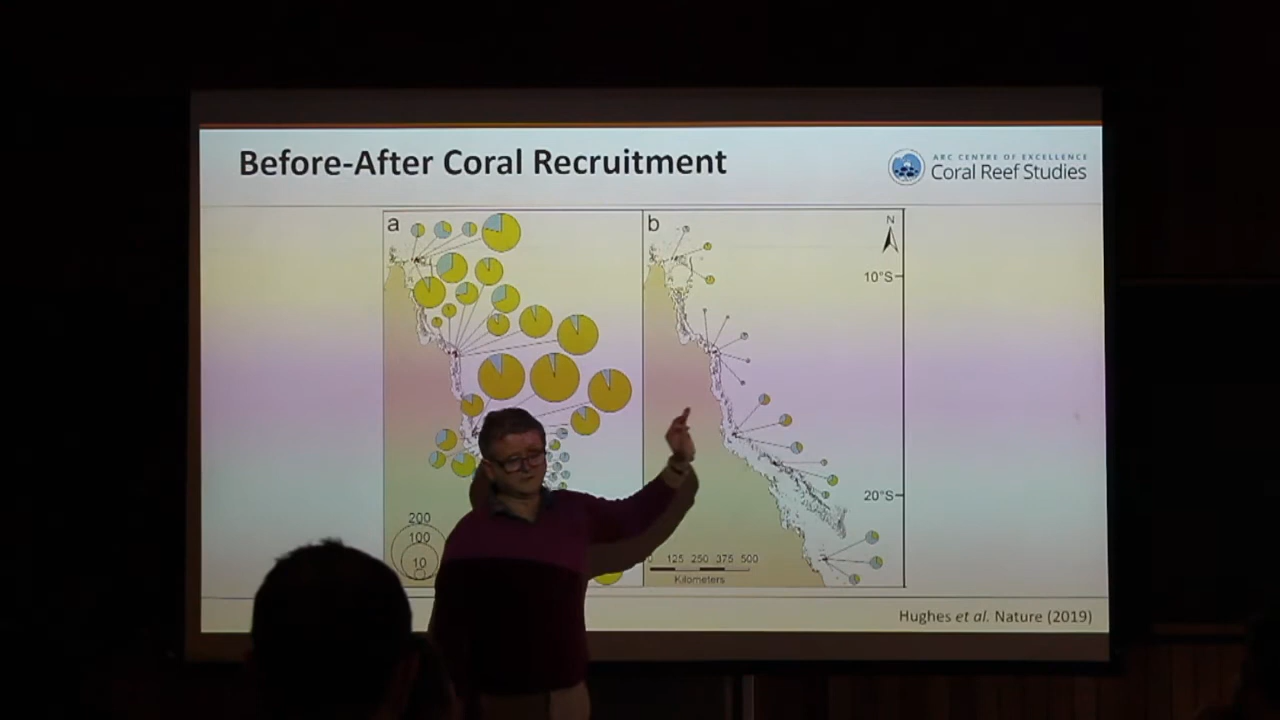 Before-After Coral Recruitment
ARC CENTRE OF EXCELLENCE
Coral Reef Studies
a
b
N
10°S
20°S
200
100
10
0 125 250 375 500
Kilometers
Hughes et al. Nature (2019)